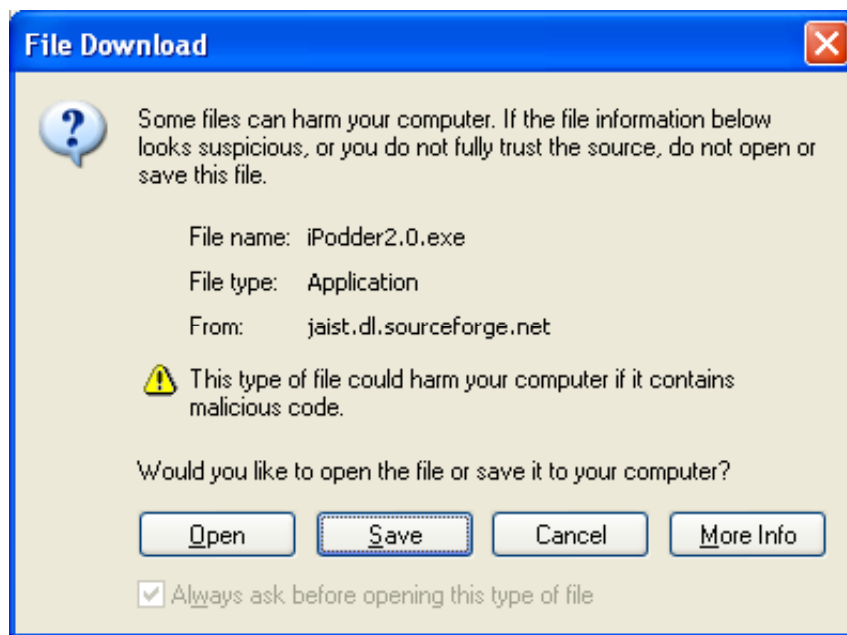 File Download
Some files can harm your computer. If the file information below
looks suspicious, or you do not fully trust the source, do not open or
save this file.
File name: iPodder2.0.exe
File type: Application
From: jaist.dl.sourceforge.net
This type of file could harm your computer if it contains
malicious code.
Would you like to open the file or save it to your computer?
Open Save Cancel More Info
Always ask before opening this type of file